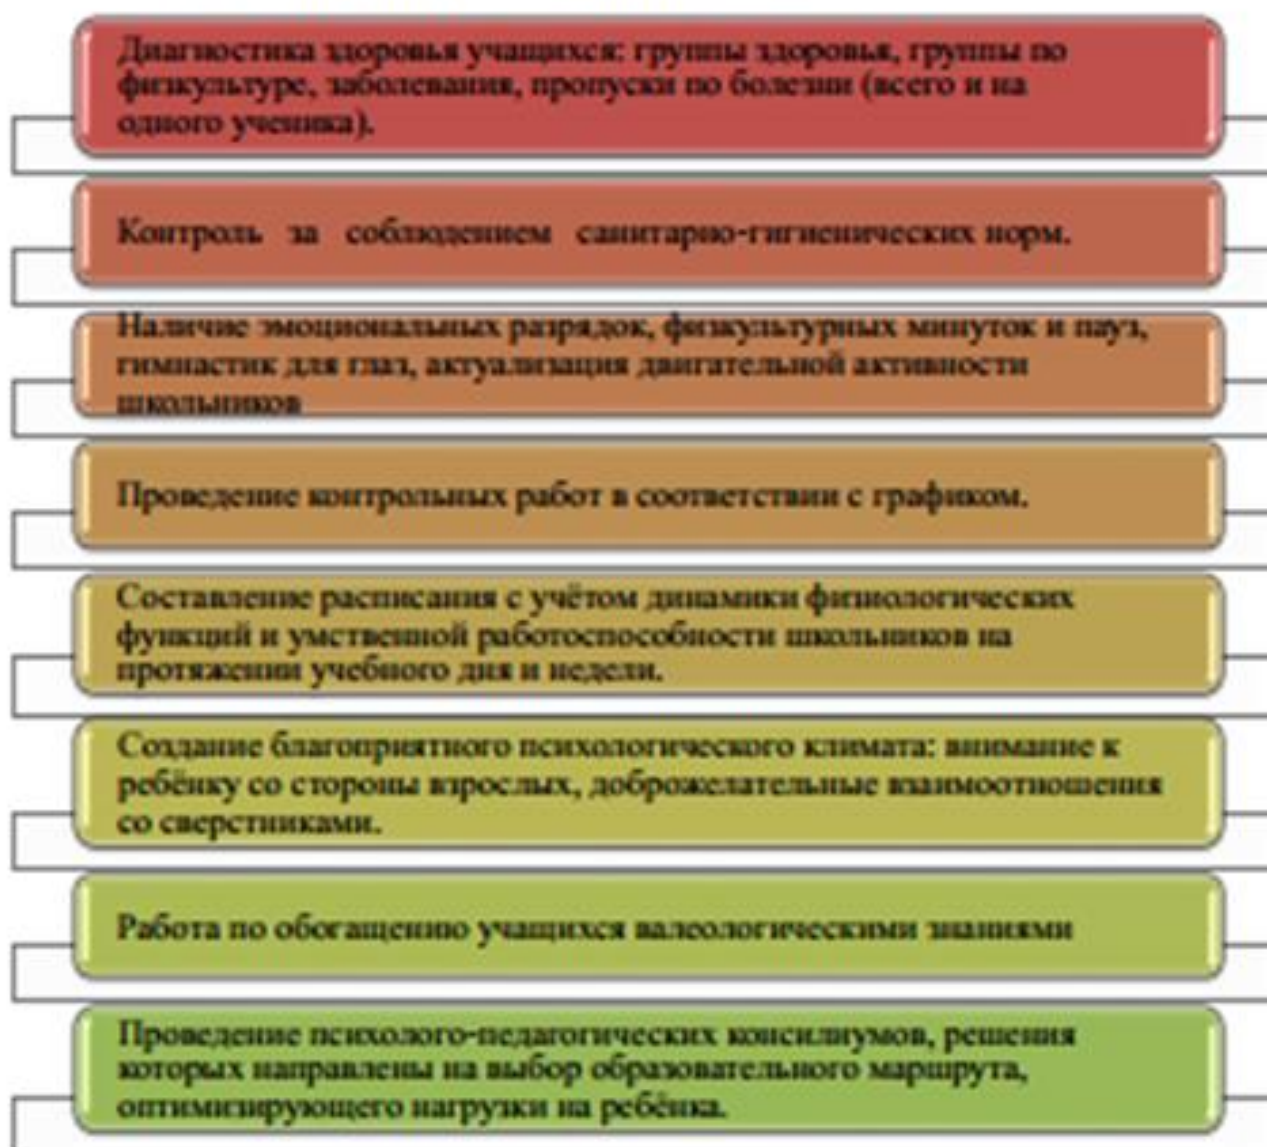 Диагностика здоровья учащихся: группы здоровья, группы по
физкультуре, заболевания, пропуски по болезни (всего и на
одного ученика).
Контроль за соблюдением санитарно-гигиенических норм.
Наличие эмоциональных разрядок, физкультурных минуток и пауз,
гимнастик для глаз, актуализация двигательной активности
школьников
Проведение контрольных работ в соответствии с графиком.
Составление расписания с учётом динамики физиологических
функций и умственной работоспособности школьников на
протяжении учебного дня и недели.
Создание благоприятного психологического климата: внимание к
ребёнку со стороны взрослых, доброжелательные взаимоотношения
со сверстниками.
Работа по обогащению учащихся валеологическими знаниями
Проведение психолого-педагогических консилиумов, решения
которых направлены на выбор образовательного маршрута,
оптимизирующего нагрузки на ребёнка.